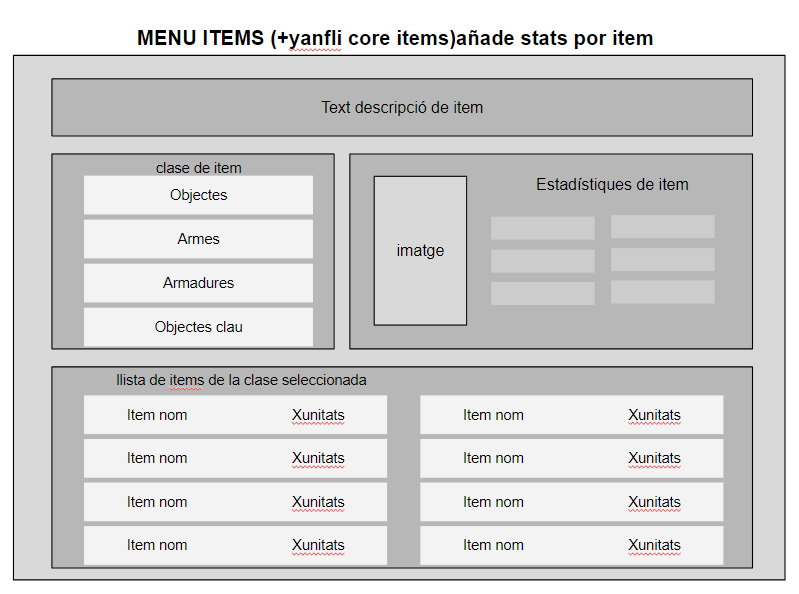 MENU ITEMS (+yanfli core items)añade stats por item
Text descripció de item
clase de item
Objectes
Armes
Armadures
Objectes clau
imatge
Estadístiques de item
llista de items de la clase seleccionada
Item nom Xunitats Item nom Xunitats
Item nom Xunitats Item nom Xunitats
Item nom Xunitats Item nom Xunitats
Item nom Xunitats Item nom Xunitats